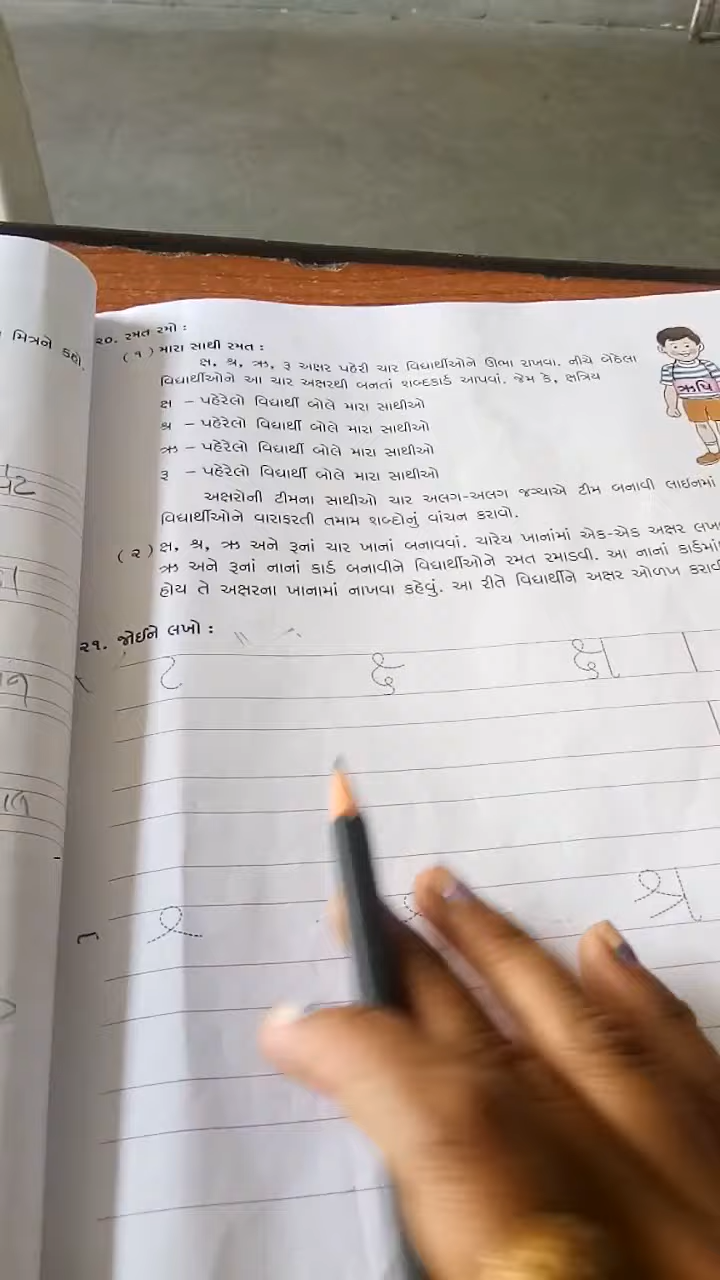 મિત્રને કહો.
૨૦. રમત રમો :
(૧) મારા સાથી રમત :
ક્ષ, શ્ર, ઋ, રૂ અક્ષર પહેરી ચાર વિદ્યાર્થીઓને ઊભા રાખવા. નીચે બેઠેલા
વિદ્યાર્થીઓને આ ચાર અક્ષરથી બનતાં શબ્દકાર્ડ આપવાં. જેમ કે, ક્ષત્રિય
ઋષિ
ક્ષ – પહેરેલો વિદ્યાર્થી બોલે મારા સાથીઓ
શ્ર – પહેરેલો વિદ્યાર્થી બોલે મારા સાથીઓ
ઋ – પહેરેલો વિદ્યાર્થી બોલે મારા સાથીઓ
રૂ – પહેરેલો વિદ્યાર્થી બોલે મારા સાથીઓ
અક્ષરોની ટીમના સાથીઓ ચાર અલગ-અલગ જગ્યાએ ટીમ બનાવી લાઇનમાં
વિદ્યાર્થીઓને વારાફરતી તમામ શબ્દોનું વાંચન કરાવો.
(૨) ક્ષ, શ્ર, ઋ અને રૂનાં ચાર ખાનાં બનાવવાં. ચારેય ખાનાંમાં એક-એક અક્ષર
ઋ અને રૂનાં નાનાં કાર્ડ બનાવીને વિદ્યાર્થીઓને રમત રમાડવી. આ નાનાં કાર્ડમાં
હોય તે અક્ષરના ખાનામાં નાખવા કહેવું. આ રીતે વિદ્યાર્થીને અક્ષર ઓળખ
૨૧. જોઈને લખો :
ક્ષ
શ્ર